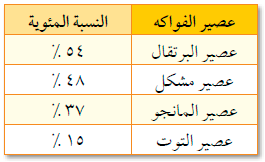 عصير الفواكه النسبة المئوية
عصير البرتقال ٥٤ ٪
عصير مشكل ٤٨ ٪
عصير المانجو ٣٧ ٪
عصير التوت ١٥ ٪